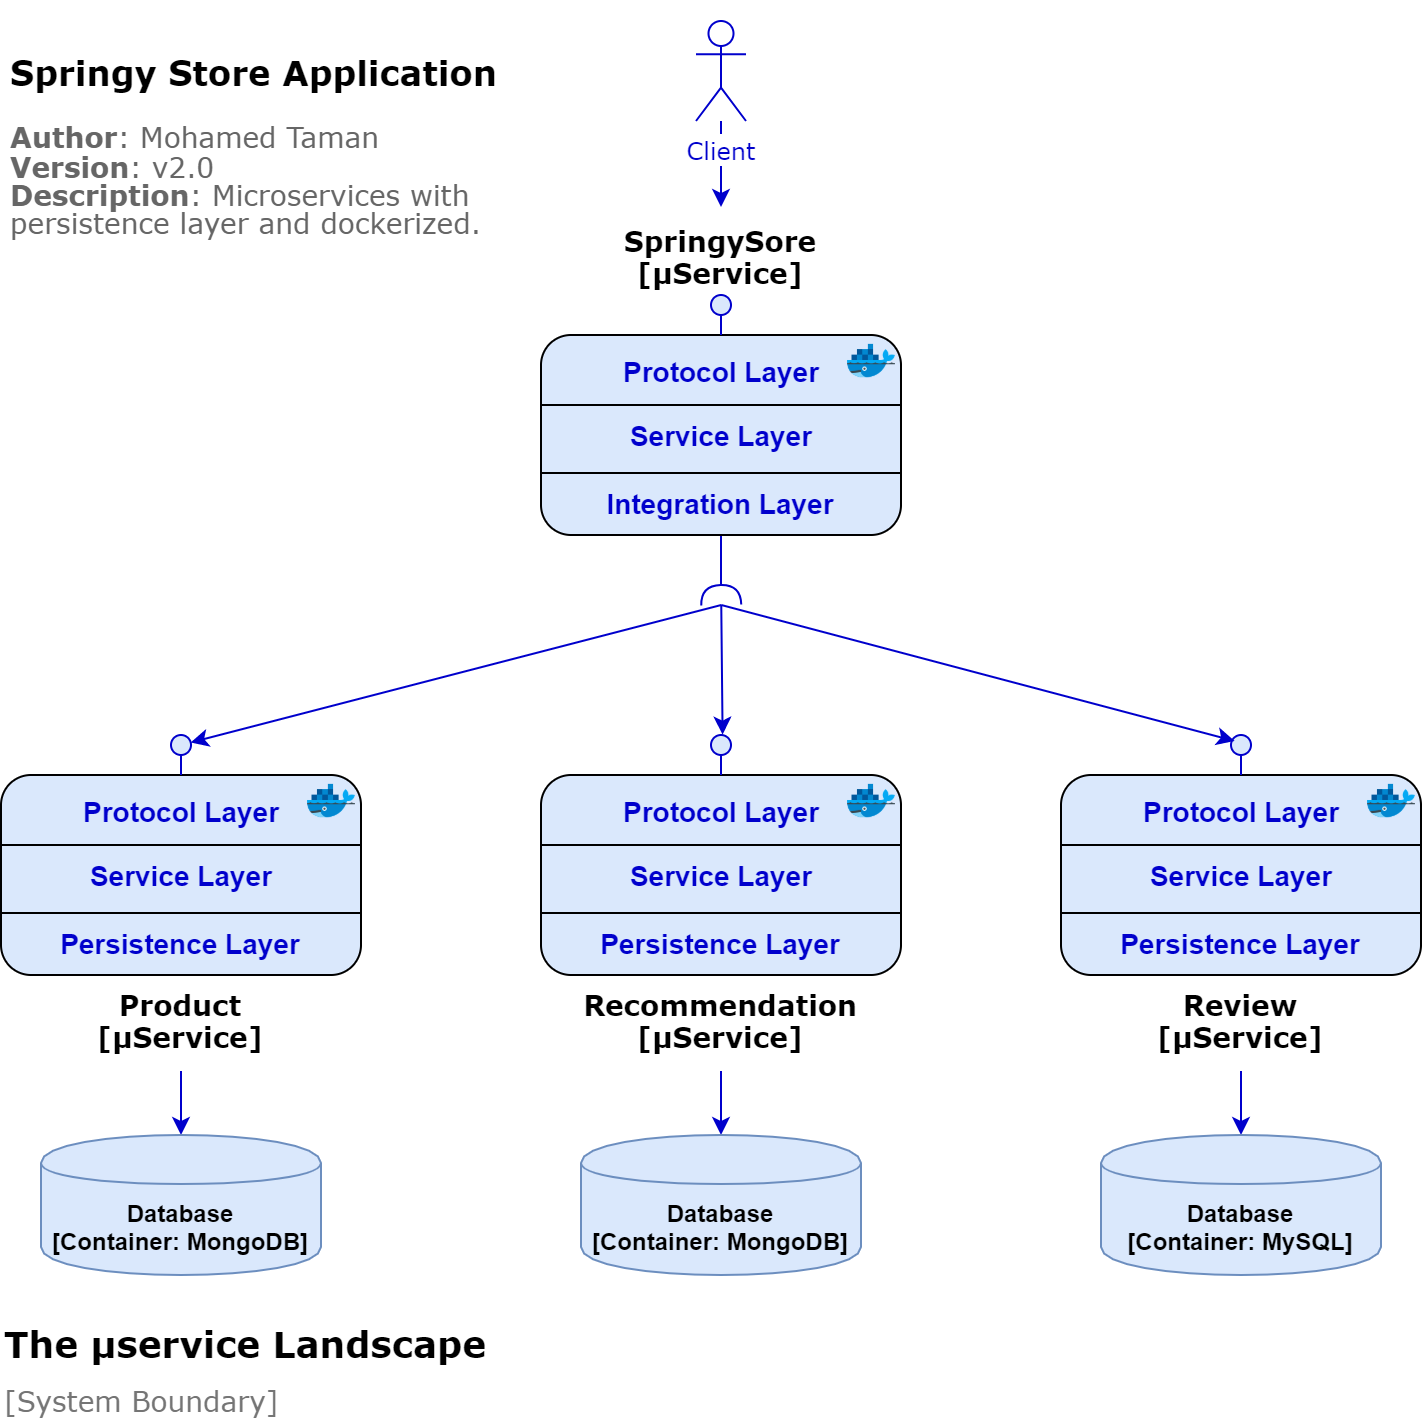 Springy Store Application
Author: Mohamed Taman
Version: v2.0
Description: Microservices with
persistence layer and dockerized.
Client
SpringySore
[µService]
Protocol Layer
Service Layer
Integration Layer
Protocol Layer
Service Layer
Persistence Layer
Product
[µService]
Protocol Layer
Service Layer
Persistence Layer
Recommendation
[µService]
Protocol Layer
Service Layer
Persistence Layer
Review
[µService]
Database
[Container: MongoDB]
Database
[Container: MongoDB]
Database
[Container: MySQL]
The µservice Landscape
[System Boundary]